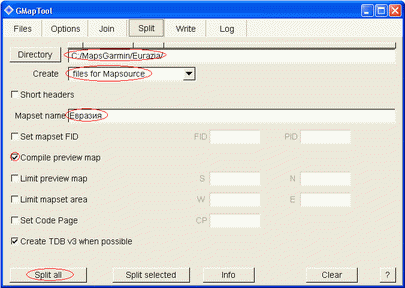 GMapTool
Files Options Join Split Write Log
Directory C:/MapsGarmin/Eurazia/
Create files for Mapsource
Short headers
Mapset name Евразия
Set mapset FID FID PID
Compile preview map
Limit preview map S N
Limit mapset area W E
Set Code Page CP
Create TDB v3 when possible
Split all Split selected Info Clear ?